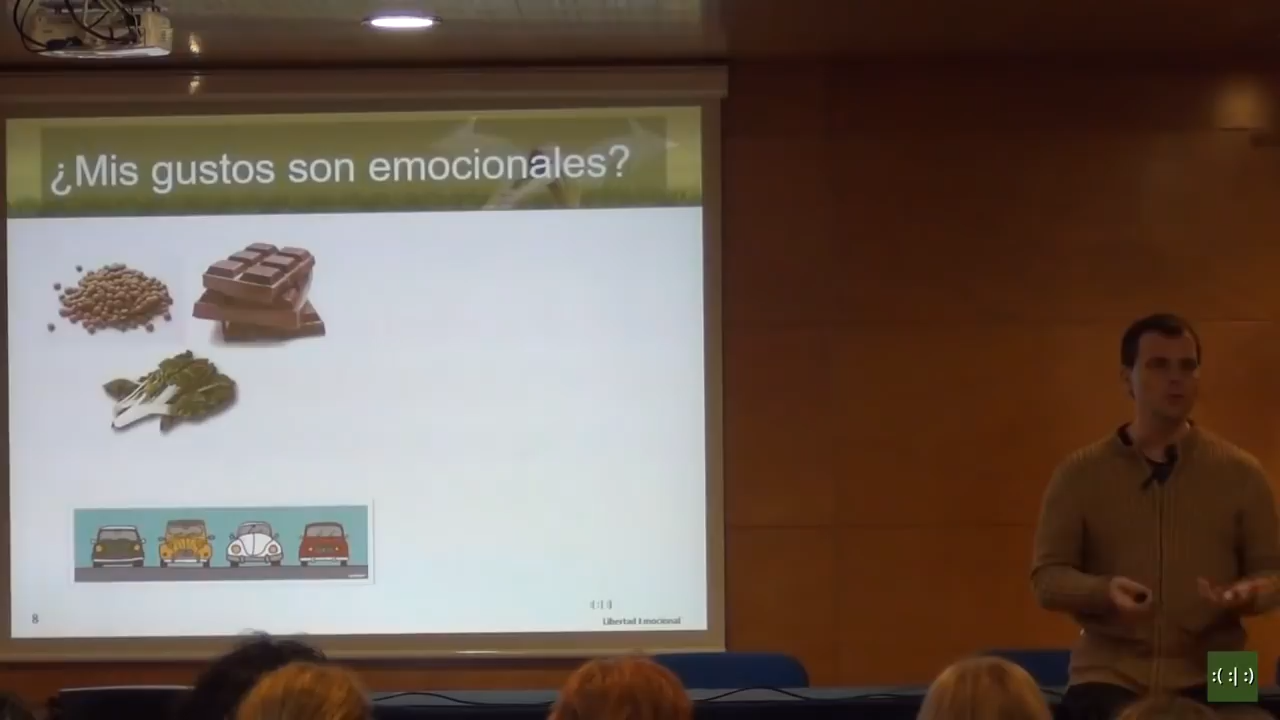 ¿Mis gustos son emocionales?
8
:( :| :)
Libertad Emocional
:( :| :)